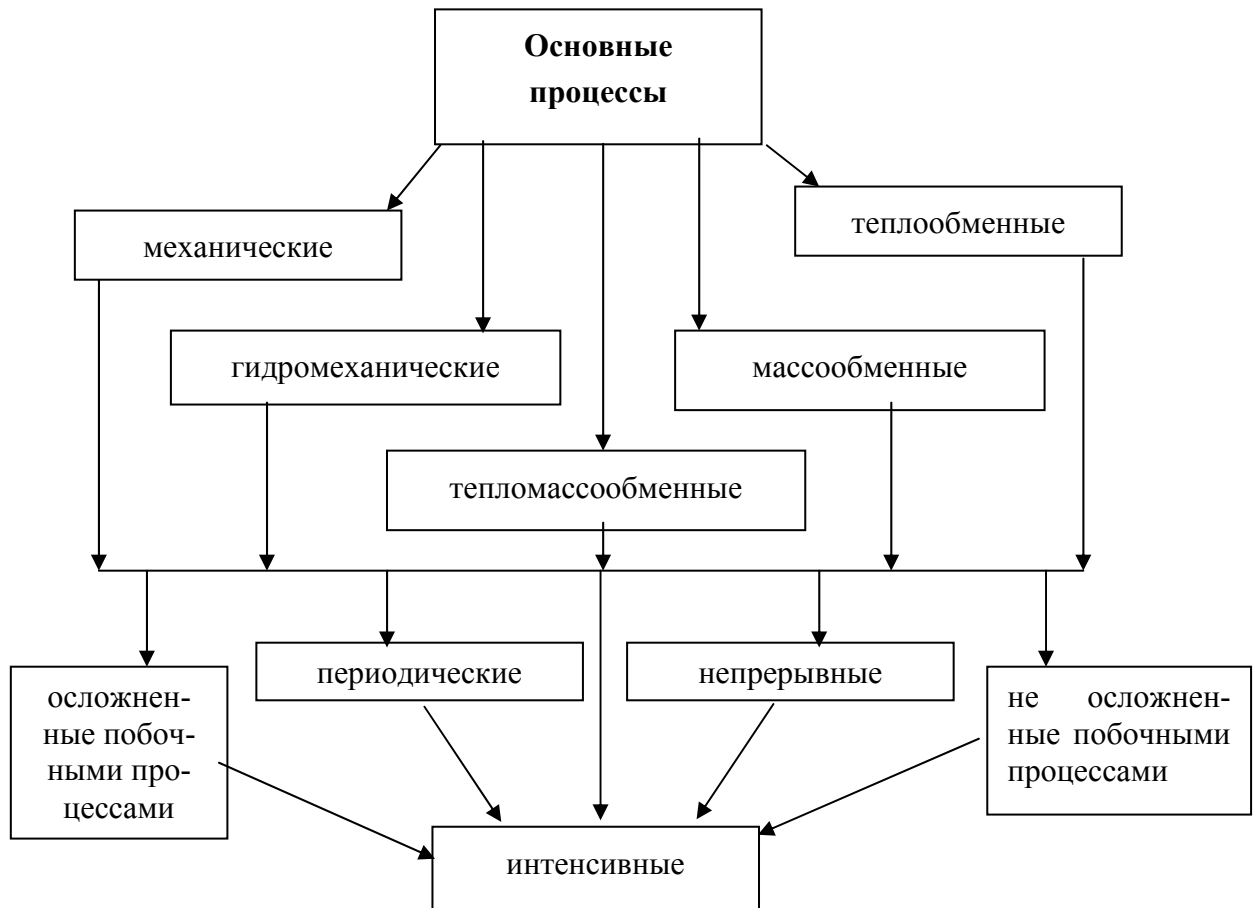 Основные
процессы
механические
теплообменные
гидромеханические
массообменные
тепломассообменные
осложнен-
ные побоч-
ными про-
цессами
периодические
непрерывные
не осложнен-
ные побочными
процессами
интенсивные